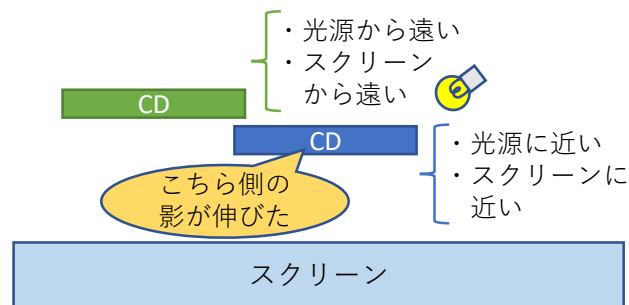 ・光源から遠い
・スクリーン
から遠い
CD
CD
・光源に近い
・スクリーンに
近い
こちら側の
影が伸びた
スクリーン